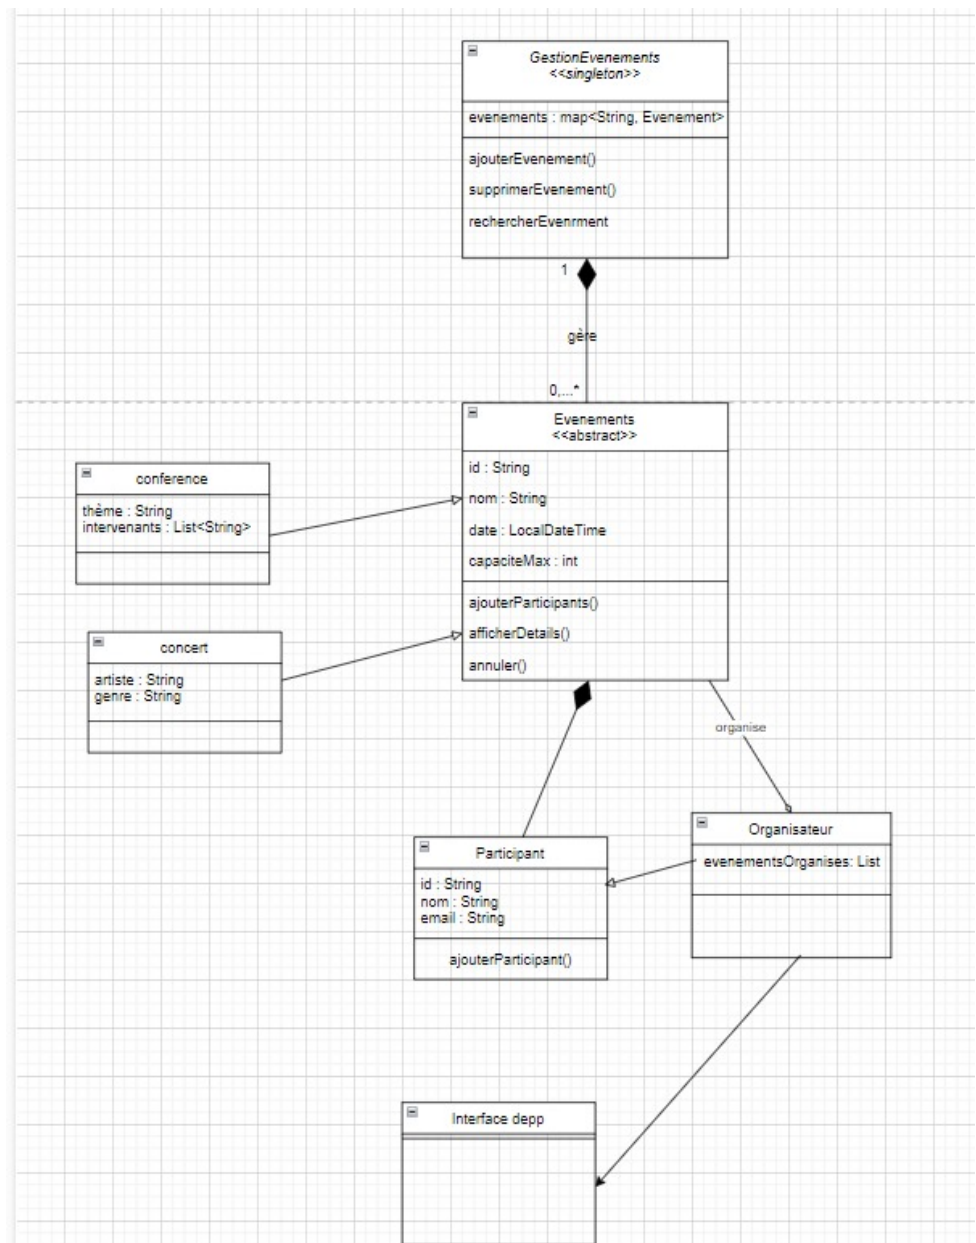 GestionEvenements
<<singleton>>
evenements : map<String, Evenement>
ajouterEvenement()
supprimerEvenement()
rechercherEvenrment
1
gère
0,...*
Evenements
<<abstract>>
id : String
nom : String
date : LocalDateTime
capaciteMax : int
ajouterParticipants()
afficherDetails()
annuler()
conference
thème : String
intervenants : List<String>
concert
artiste : String
genre : String
organise
Participant
id : String
nom : String
email : String
ajouterParticipant()
Organisateur
evenementsOrganises: List
Interface depp